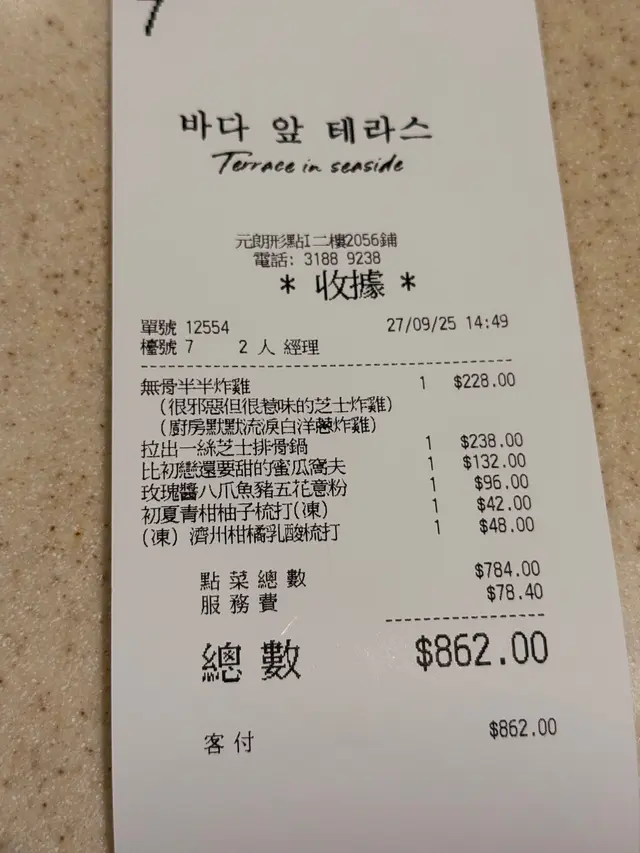 7
바다 앞 테라스
Terrace in seaside
元朗形點I二樓2056鋪
電話: 3188 9238
* 收據 *
單號 12554 27/09/25 14:49
檯號 7 2 人 經理
無骨半半炸雞 1 $228.00
(很邪惡但很惹味的芝士炸雞)
(廚房默默流淚白洋蔥炸雞)
拉出一絲芝士排骨鍋 1 $238.00
比初戀還要甜的蜜瓜窩夫 1 $132.00
玫瑰醬八爪魚豬五花意粉 1 $96.00
初夏青柑柚子梳打(凍) 1 $42.00
(凍) 濟州柑橘乳酸梳打 1 $48.00
點菜總數 $784.00
服務費 $78.40
總數 $862.00
客付 $862.00